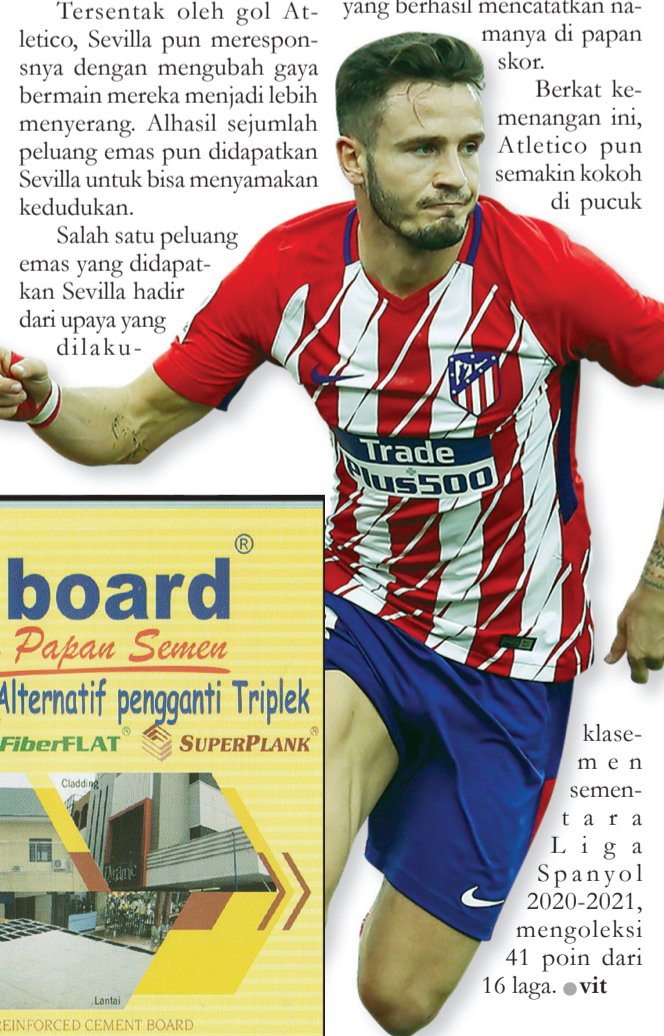 Tersentak oleh gol At-
letico, Sevilla pun merespon-
snya dengan mengubah gaya
bermain mereka menjadi lebih
menyerang. Alhasil sejumlah
peluang emas pun didapatkan
Sevilla untuk bisa menyamakan
kedudukan.
Salah satu peluang
emas yang didapat-
kan Sevilla hadir
dari upaya yang
dilaku-
yang berhasil mencatatkan na-
manya di papan
skor.
Berkat ke-
menangan ini,
Atletico pun
semakin kokoh
di pucuk
klase-
men
semen-
tara
Liga
Spanyol
2020-2021,
mengoleksi
41 poin dari
16 laga. ●vit
Trade
plus500
board®
Papan Semen
Alternatif pengganti Triplek
FiberFLAT® SUPERPLANK®
Cladding
Lantai
REINFORCED CEMENT BOARD